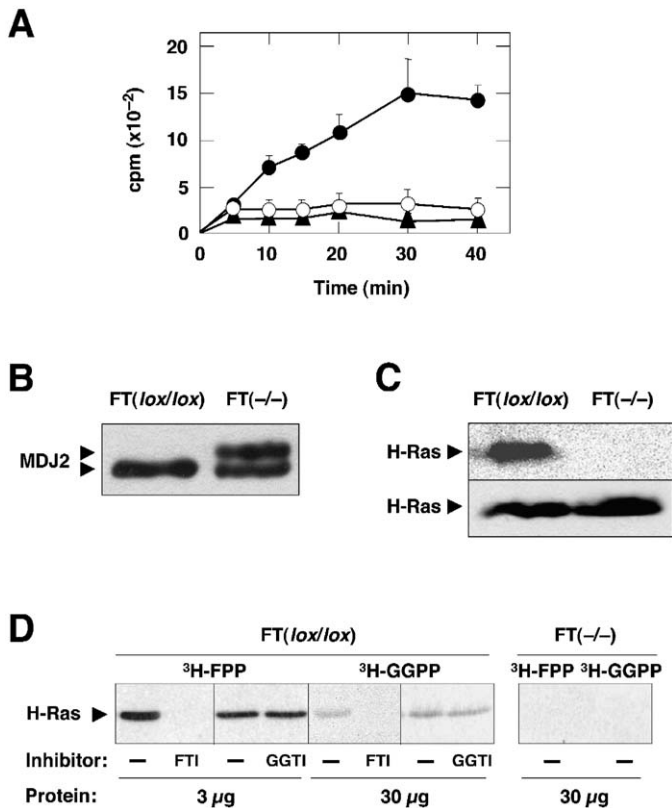 A
cpm (x10⁻²)
20
15
10
5
0
0 10 20 30 40
Time (min)
B
FT(lox/lox) FT(–/–)
MDJ2
C
FT(lox/lox) FT(–/–)
H-Ras
H-Ras
D
FT(lox/lox) FT(–/–)
³H-FPP ³H-GGPP ³H-FPP ³H-GGPP
H-Ras
Inhibitor: – FTI – GGTI – FTI – GGTI – –
Protein: 3 µg 30 µg 30 µg